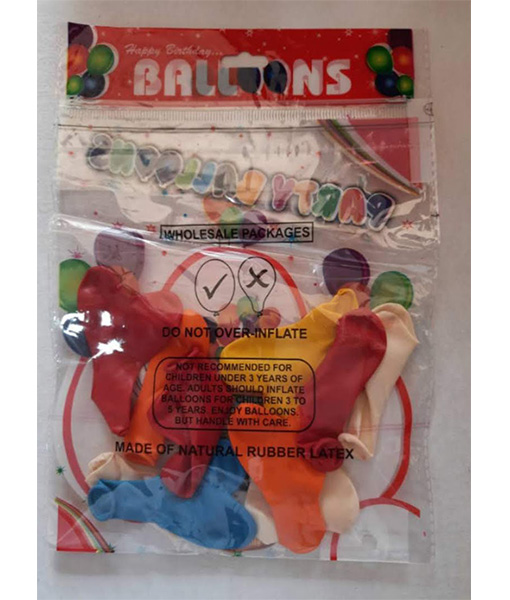 Happy Birthday...
BALLOONS
PARTY BALLOONS
WHOLESALE PACKAGES
DO NOT OVER-INFLATE
NOT RECOMMENDED FOR
CHILDREN UNDER 3 YEARS OF
AGE. ADULTS SHOULD INFLATE
BALLOONS FOR CHILDREN 3 TO
5 YEARS ENJOY BALLOONS.
BUT HANDLE WITH CARE.
MADE OF NATURAL RUBBER LATEX